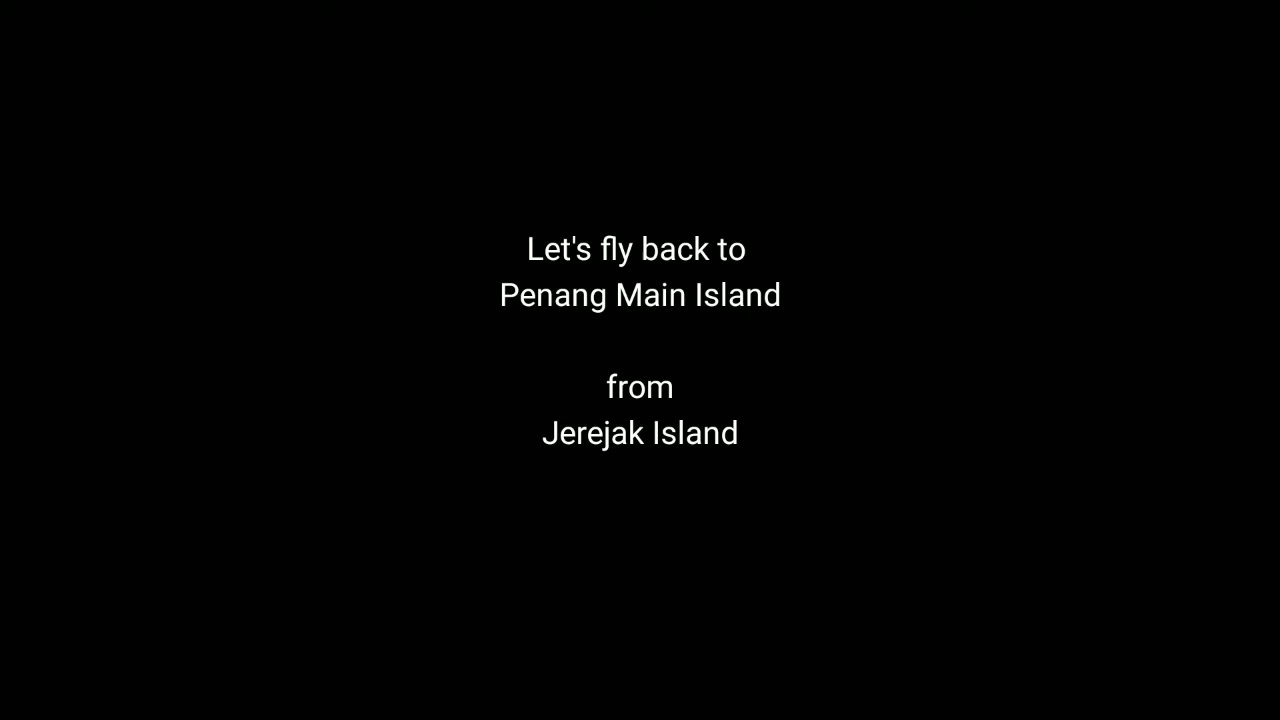 Let's fly back to
Penang Main Island
from
Jerejak Island